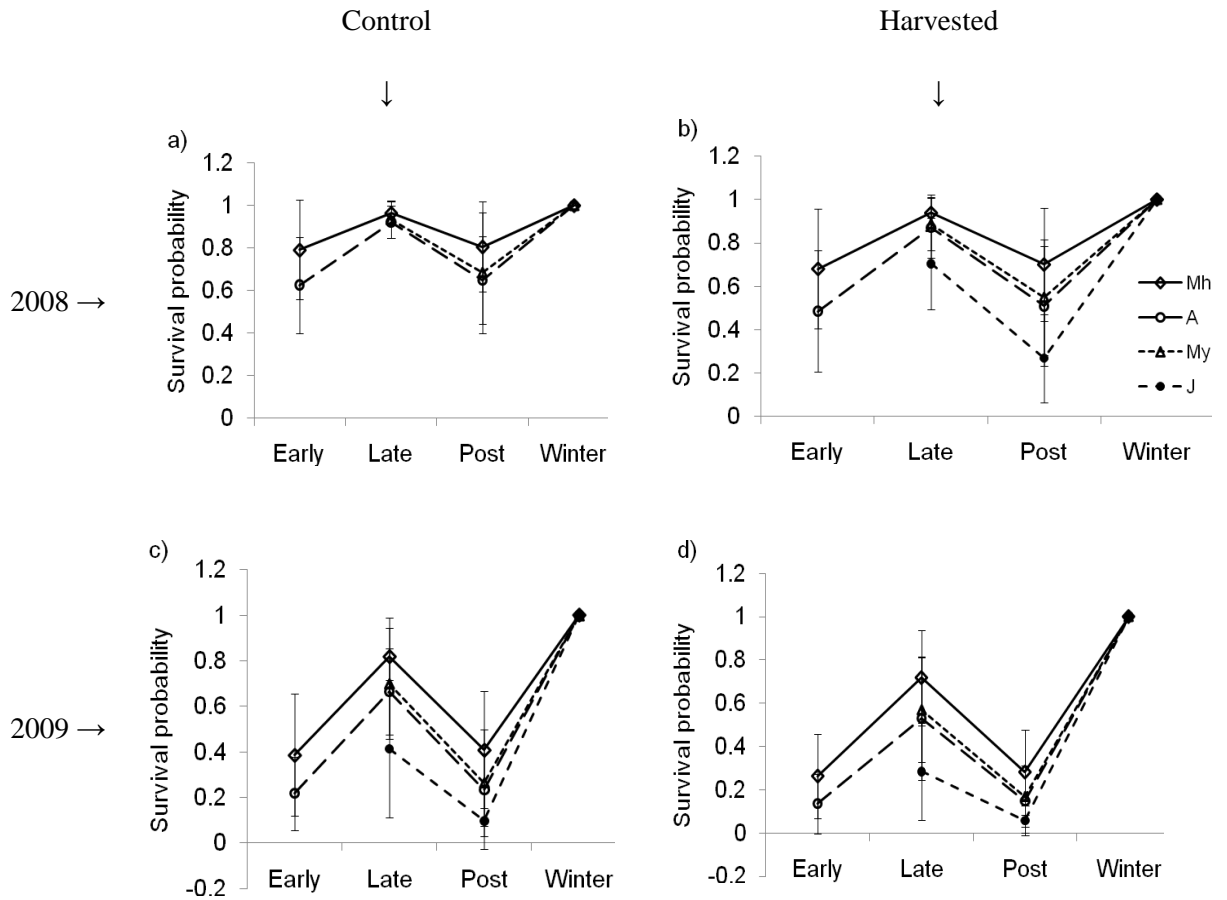 Control
Harvested
↓
↓
2008 →
a)
Survival probability
1.2
1
0.8
0.6
0.4
0.2
0
Early Late Post Winter
b)
Survival probability
1.2
1
0.8
0.6
0.4
0.2
0
Early Late Post Winter
Mh
A
My
J
2009 →
c)
Survival probability
1.2
1
0.8
0.6
0.4
0.2
0
-0.2
Early Late Post Winter
d)
Survival probability
1.2
1
0.8
0.6
0.4
0.2
0
-0.2
Early Late Post Winter